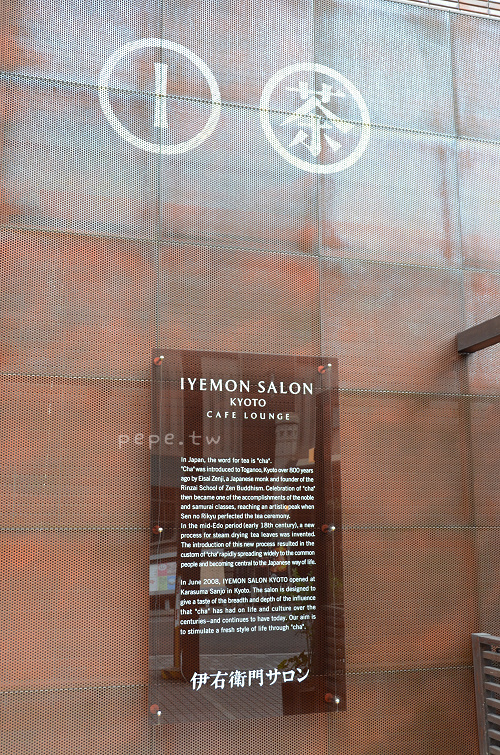 茶
IYEMON SALON
KYOTO
CAFE LOUNGE
pepe.tw
In Japan, the word for tea is "cha".
"Cha" was introduced to Toganoo, Kyoto over 800 years
ago by Eisai Zenji, a Japanese monk and founder of the
Rinzai School of Zen Buddhism. Celebration of "cha"
then became one of the accomplishments of the noble
and samurai classes, reaching an artistic peak when
Sen no Rikyu perfected the tea ceremony.
In the mid-Edo period (early 18th century), a new
process for steam drying tea leaves was invented.
The introduction of this new process resulted in the
custom of "cha" rapidly spreading widely to the common
people and becoming central to the Japanese way of life.
In June 2008, IYEMON SALON KYOTO opened at
Karasuma Sanjo in Kyoto. The salon is designed to
give a taste of the breadth and depth of the influence
that "cha" has had on life and culture over the
centuries—and continues to have today. Our aim is
to stimulate a fresh style of life through "cha".
伊右衛門サロン